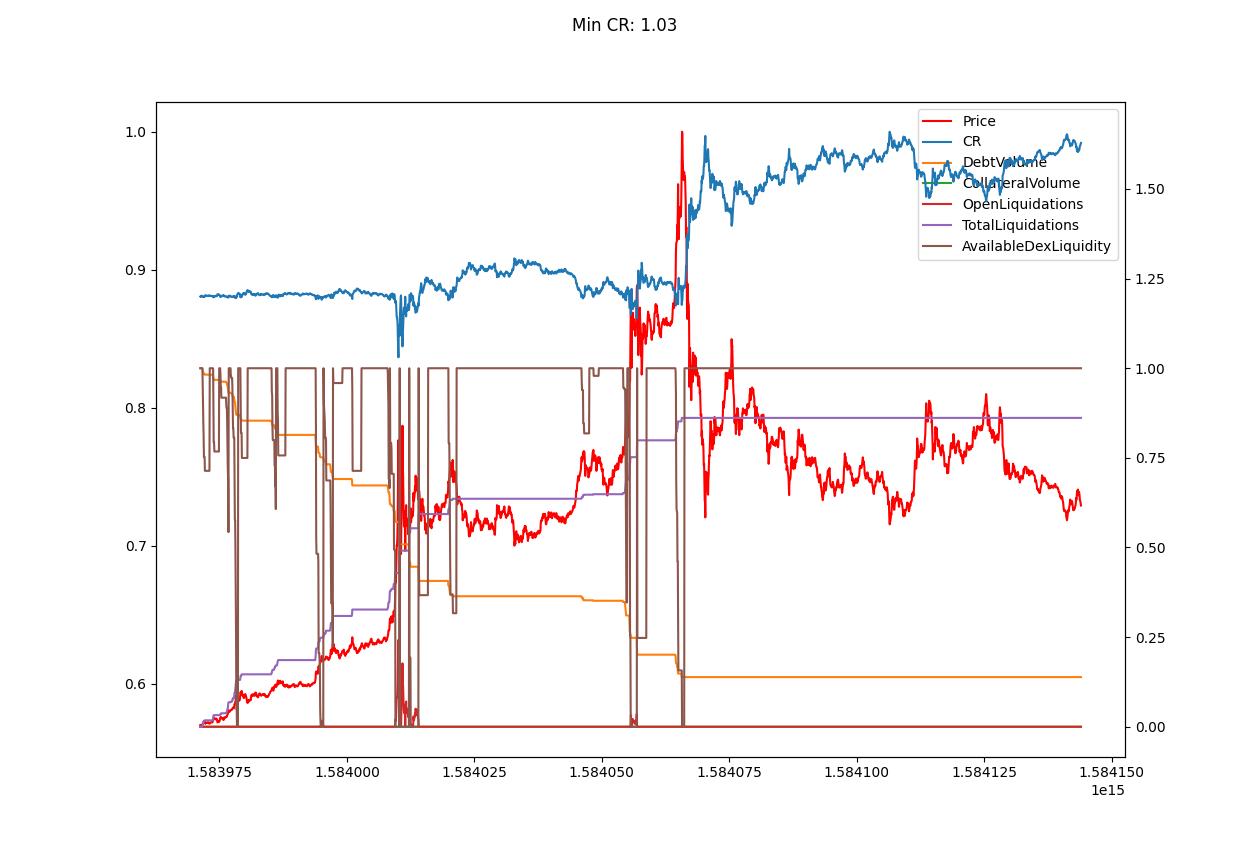 Min CR: 1.03
1.0
0.9
0.8
0.7
0.6
Price
CR
DebtVolume
CollateralVolume
OpenLiquidations
TotalLiquidations
AvailableDexLiquidity
1.50
1.25
1.00
0.75
0.50
0.25
0.00
1.583975 1.584000 1.584025 1.584050 1.584075 1.584100 1.584125 1.584150
1e15